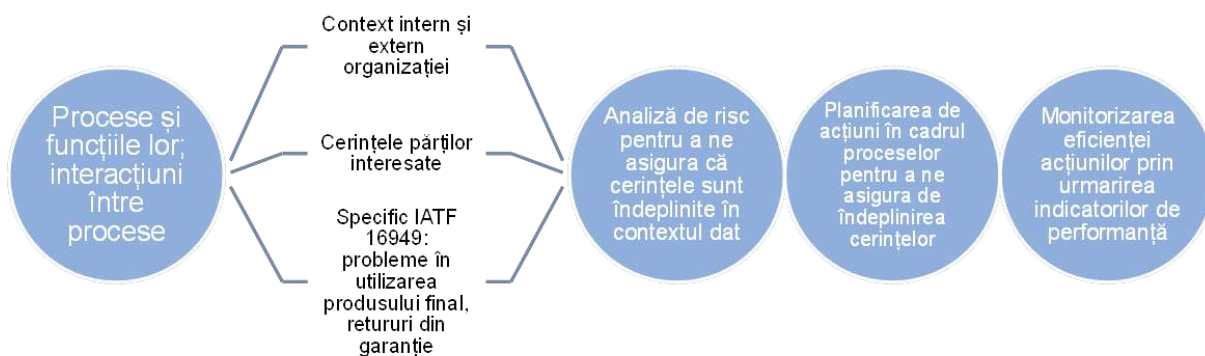 Procese și
funcțiile lor;
interacțiuni
între
procese
Context intern și
extern
organizației
Cerințele părților
interesate
Specific IATF
16949:
probleme în
utilizarea
produsului final,
retururi din
garanție
Analiză de risc
pentru a ne
asigura că
cerințele sunt
îndeplinite în
contextul dat
Planificarea de
acțiuni în cadrul
proceselor
pentru a ne
asigura de
îndeplinirea
cerințelor
Monitorizarea
eficienței
acțiunilor prin
urmarirea
indicatorilor de
performanță